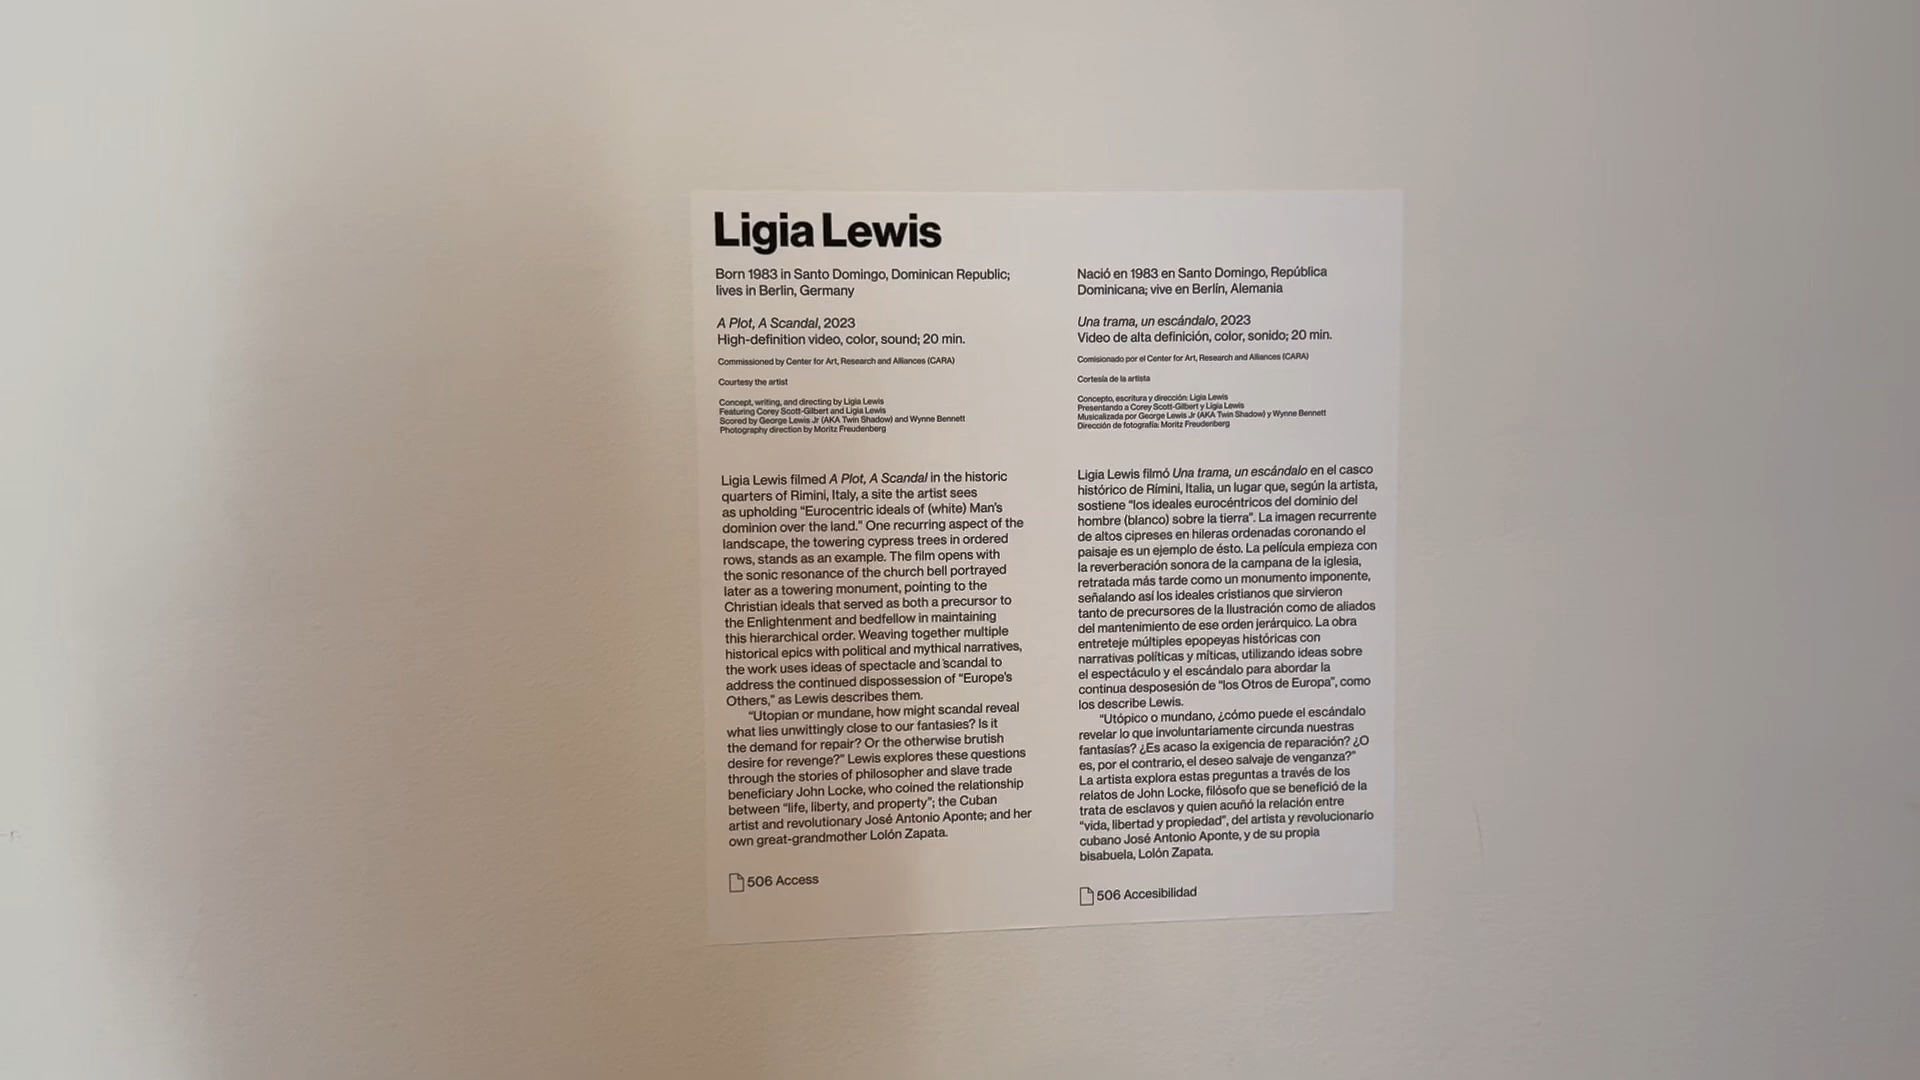 Ligia Lewis
Born 1983 in Santo Domingo, Dominican Republic;
lives in Berlin, Germany
A Plot, A Scandal, 2023
High-definition video, color, sound; 20 min.
Commissioned by Center for Art, Research and Alliances (CARA)
Courtesy the artist
Concept, writing, and directing by Ligia Lewis
Featuring Corey Scott-Gilbert and Ligia Lewis
Scored by George Lewis Jr (AKA Twin Shadow) and Wynne Bennett
Photography direction by Moritz Freudenberg
Ligia Lewis filmed A Plot, A Scandal in the historic
quarters of Rimini, Italy, a site the artist sees
as upholding “Eurocentric ideals of (white) Man’s
dominion over the land.” One recurring aspect of the
landscape, the towering cypress trees in ordered
rows, stands as an example. The film opens with
the sonic resonance of the church bell portrayed
later as a towering monument, pointing to the
Christian ideals that served as both a precursor to
the Enlightenment and bedfellow in maintaining
this hierarchical order. Weaving together multiple
historical epics with political and mythical narratives,
the work uses ideas of spectacle and scandal to
address the continued dispossession of “Europe’s
Others,” as Lewis describes them.
“Utopian or mundane, how might scandal reveal
what lies unwittingly close to our fantasies? Is it
the demand for repair? Or the otherwise brutish
desire for revenge?” Lewis explores these questions
through the stories of philosopher and slave trade
beneficiary John Locke, who coined the relationship
between “life, liberty, and property”; the Cuban
artist and revolutionary José Antonio Aponte; and her
own great-grandmother Lolón Zapata.
506 Access
Nació en 1983 en Santo Domingo, República
Dominicana; vive en Berlín, Alemania
Una trama, un escándalo, 2023
Video de alta definición, color, sonido; 20 min.
Comisionado por el Center for Art, Research and Alliances (CARA)
Cortesía de la artista
Concepto, escritura y dirección: Ligia Lewis
Presentando a Corey Scott-Gilbert y Ligia Lewis
Musicalizada por George Lewis Jr (AKA Twin Shadow) y Wynne Bennett
Dirección de fotografía: Moritz Freudenberg
Ligia Lewis filmó Una trama, un escándalo en el casco
histórico de Rímini, Italia, un lugar que, según la artista,
sostiene “los ideales eurocéntricos del dominio del
hombre (blanco) sobre la tierra”. La imagen recurrente
de altos cipreses en hileras ordenadas coronando el
paisaje es un ejemplo de ésto. La película empieza con
la reverberación sonora de la campana de la iglesia,
retratada más tarde como un monumento imponente,
señalando así los ideales cristianos que sirvieron
tanto de precursores de la Ilustración como de aliados
del mantenimiento de ese orden jerárquico. La obra
entreteje múltiples epopeyas históricas con
narrativas políticas y míticas, utilizando ideas sobre
el espectáculo y el escándalo para abordar la
continua desposesión de “los Otros de Europa”, como
los describe Lewis.
“Utópico o mundano, ¿cómo puede el escándalo
revelar lo que involuntariamente circunda nuestras
fantasías? ¿Es acaso la exigencia de reparación? ¿O
es, por el contrario, el deseo salvaje de venganza?”
La artista explora estas preguntas a través de los
relatos de John Locke, filósofo que se benefició de la
trata de esclavos y quien acuñó la relación entre
“vida, libertad y propiedad”, del artista y revolucionario
cubano José Antonio Aponte, y de su propia
bisabuela, Lolón Zapata.
506 Accesibilidad